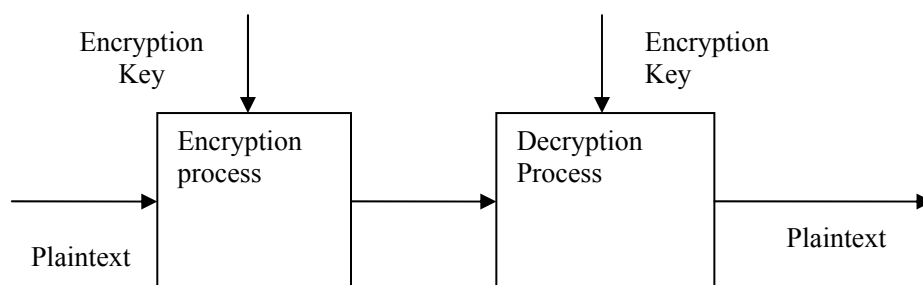 Encryption
Key
Encryption
Key
Encryption
process
Decryption
Process
Plaintext
Plaintext